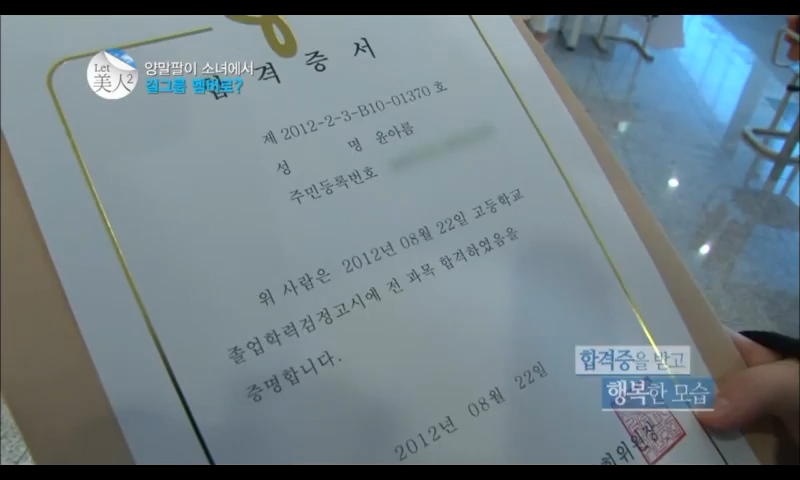 Let 美人 2
양말팔이 소녀에서
걸그룹 멤버로?
합격증서
제 2012-2-3-B10-01370 호
성 명 윤아름
주민등록번호
위 사람은 2012년 08월 22일 고등학교
졸업학력검정고시에 전 과목 합격하였음을
증명합니다.
2012년 08월 22일
합격증을 받고
행복한 모습
회위원장